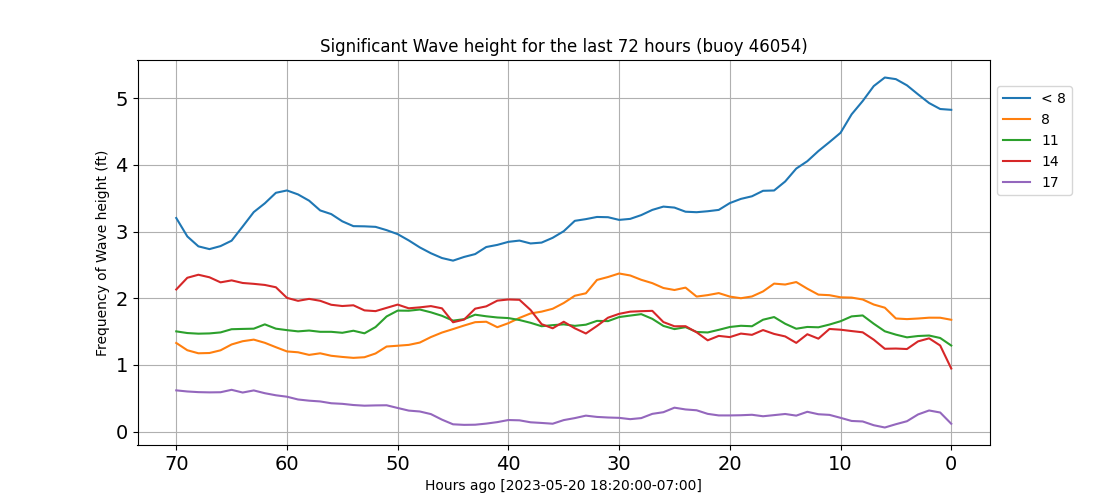 Significant Wave height for the last 72 hours (buoy 46054)
Frequency of Wave height (ft)
5
4
3
2
1
0
70 60 50 40 30 20 10 0
Hours ago [2023-05-20 18:20:00-07:00]
< 8
8
11
14
17